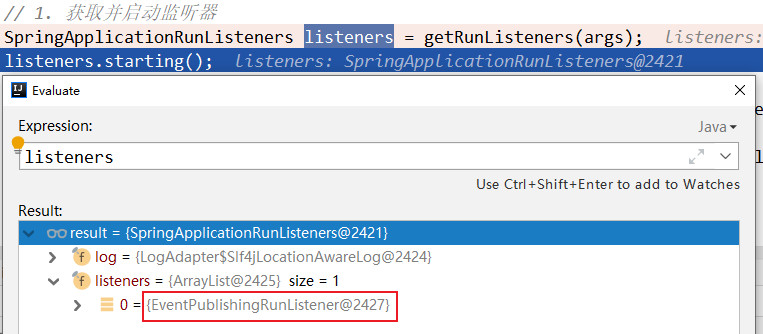 // 1. 获取并启动监听器
SpringApplicationRunListeners listeners = getRunListeners(args); listeners:
listeners.starting(); listeners: SpringApplicationRunListeners@2421
Evaluate
Expression:
Java
listeners
Use Ctrl+Shift+Enter to add to Watches
Result:
result = {SpringApplicationRunListeners@2421}
f log = {LogAdapter$Slf4jLocationAwareLog@2424}
f listeners = {ArrayList@2425} size = 1
0 = {EventPublishingRunListener@2427}